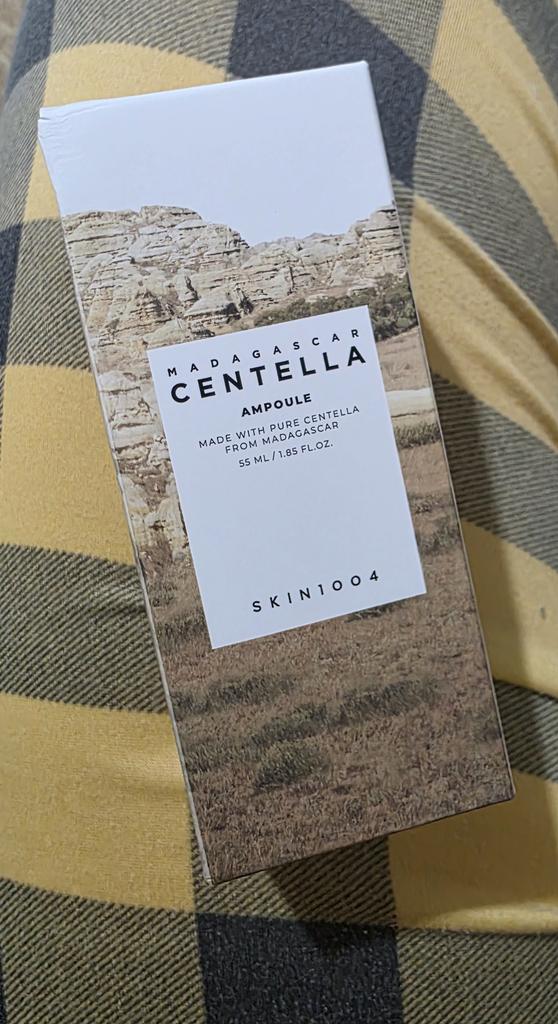 MADAGASCAR
CENTELLA
AMPOULE
MADE WITH PURE CENTELLA
FROM MADAGASCAR
55 ML / 1.85 FL.OZ.
SKIN1004